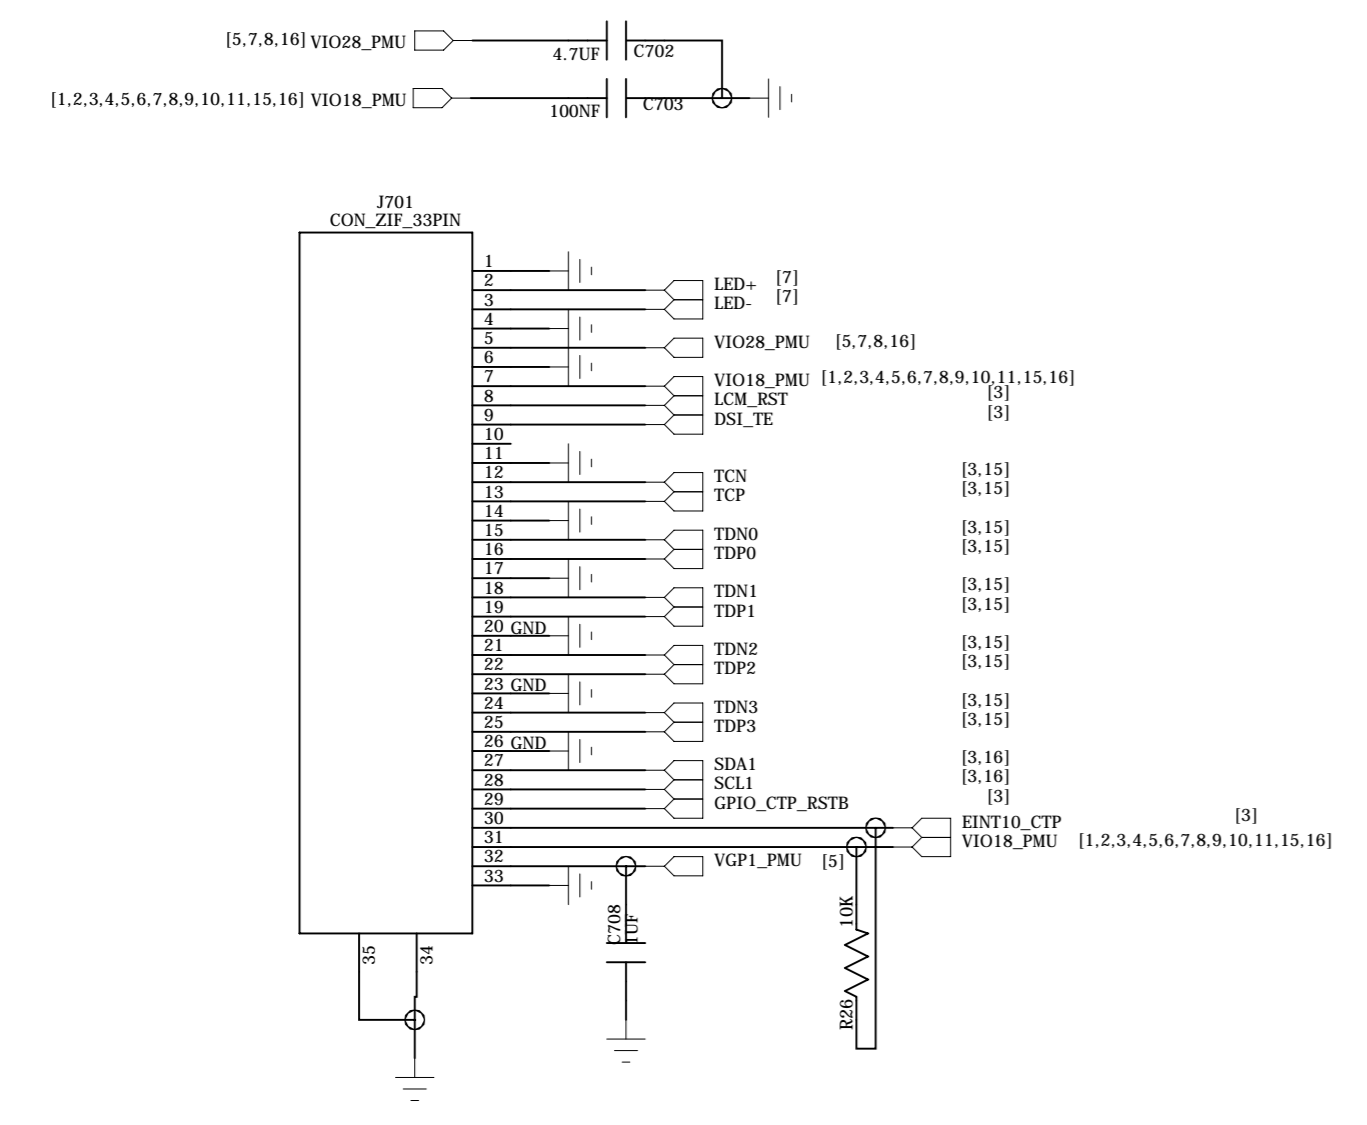 [5,7,8,16] VIO28_PMU
4.7UF C702
[1,2,3,4,5,6,7,8,9,10,11,15,16] VIO18_PMU
100NF C703
J701
CON_ZIF_33PIN
1
2 LED+ [7]
3 LED- [7]
4
5 VIO28_PMU [5,7,8,16]
6
7 VIO18_PMU [1,2,3,4,5,6,7,8,9,10,11,15,16]
8 LCM_RST [3]
9 DSI_TE [3]
10
11
12 TCN [3,15]
13 TCP [3,15]
14
15 TDN0 [3,15]
16 TDP0 [3,15]
17
18 TDN1 [3,15]
19 TDP1 [3,15]
20 GND
21 TDN2 [3,15]
22 TDP2 [3,15]
23 GND
24 TDN3 [3,15]
25 TDP3 [3,15]
26 GND
27 SDA1 [3,16]
28 SCL1 [3,16]
29 GPIO_CTP_RSTB [3]
30 EINT10_CTP [3]
31 VIO18_PMU [1,2,3,4,5,6,7,8,9,10,11,15,16]
32 VGP1_PMU [5]
33
C708
1UF
10K
R26
35
34